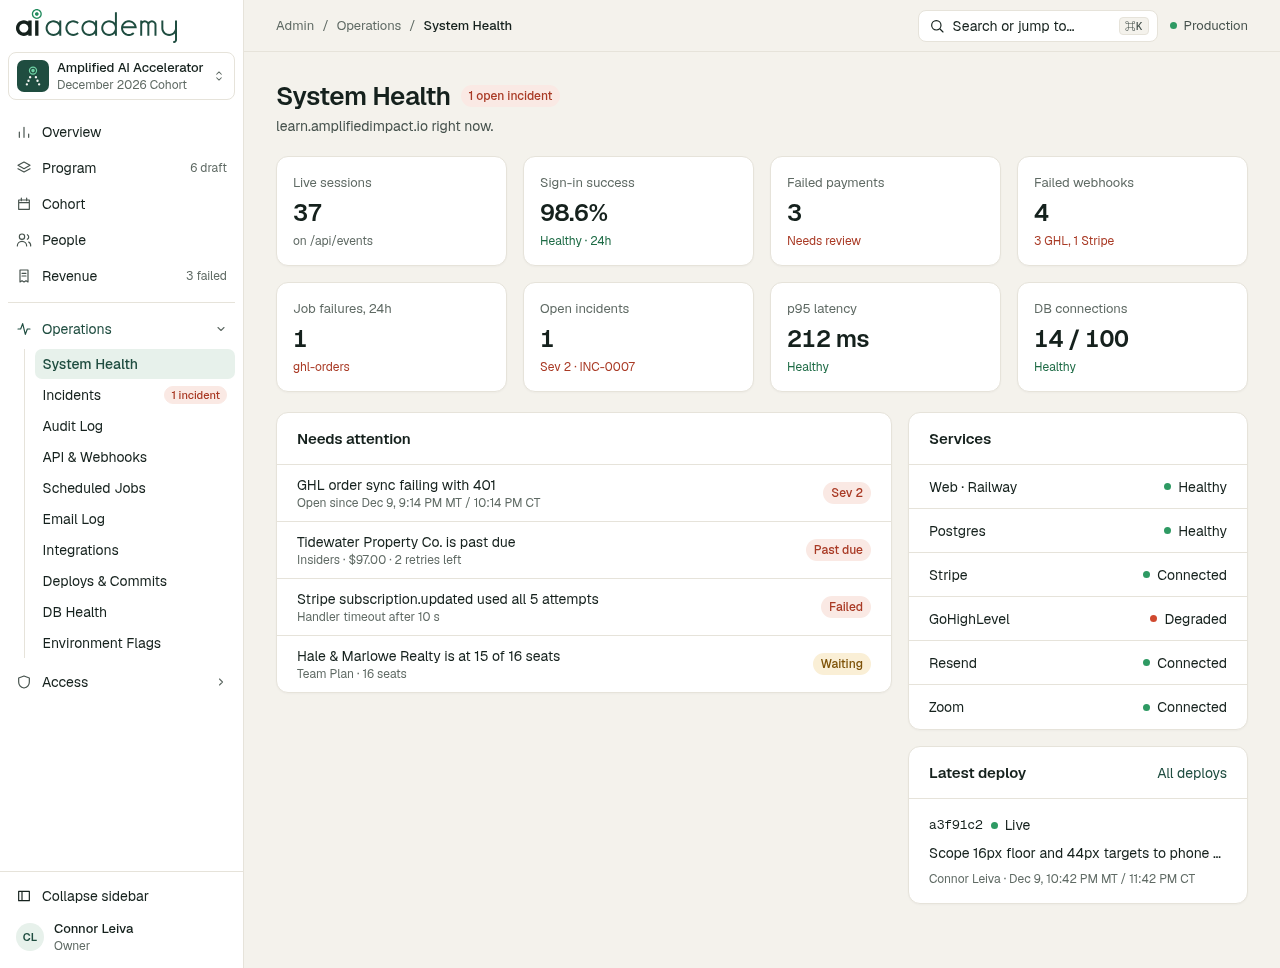 ai academy
Amplified AI Accelerator
December 2026 Cohort
Overview
Program 6 draft
Cohort
People
Revenue 3 failed
Operations
System Health
Incidents 1 incident
Audit Log
API & Webhooks
Scheduled Jobs
Email Log
Integrations
Deploys & Commits
DB Health
Environment Flags
Access
Collapse sidebar
CL
Connor Leiva
Owner
Admin / Operations / System Health
Search or jump to... ⌘K
Production
System Health 1 open incident
learn.amplifiedimpact.io right now.
Live sessions
37
on /api/events
Sign-in success
98.6%
Healthy · 24h
Failed payments
3
Needs review
Failed webhooks
4
3 GHL, 1 Stripe
Job failures, 24h
1
ghl-orders
Open incidents
1
Sev 2 · INC-0007
p95 latency
212 ms
Healthy
DB connections
14 / 100
Healthy
Needs attention
GHL order sync failing with 401
Open since Dec 9, 9:14 PM MT / 10:14 PM CT
Sev 2
Tidewater Property Co. is past due
Insiders · $97.00 · 2 retries left
Past due
Stripe subscription.updated used all 5 attempts
Handler timeout after 10 s
Failed
Hale & Marlowe Realty is at 15 of 16 seats
Team Plan · 16 seats
Waiting
Services
Web · Railway Healthy
Postgres Healthy
Stripe Connected
GoHighLevel Degraded
Resend Connected
Zoom Connected
Latest deploy All deploys
a3f91c2 Live
Scope 16px floor and 44px targets to phone ...
Connor Leiva · Dec 9, 10:42 PM MT / 11:42 PM CT